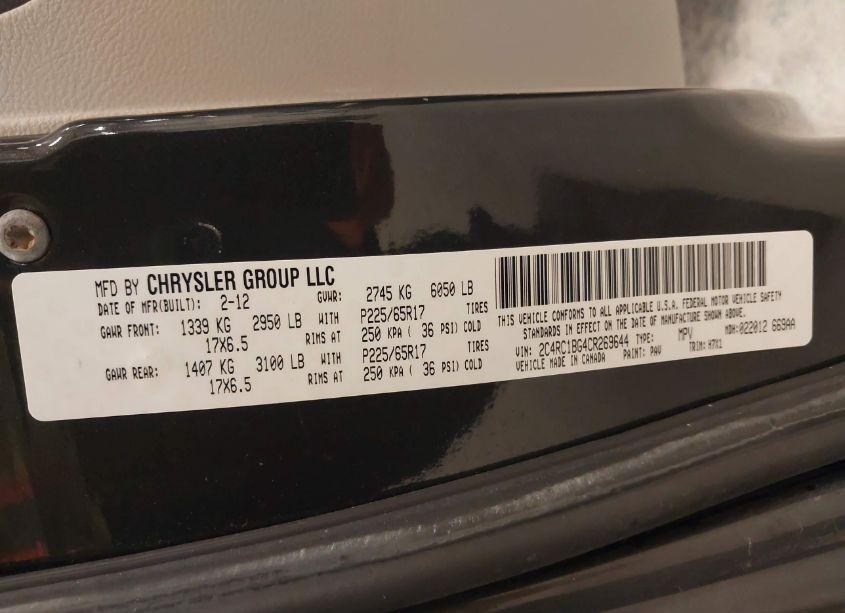 MFD BY CHRYSLER GROUP LLC
DATE OF MFR(BUILT): 2-12 GVWR: 2745 KG 6050 LB
GAWR FRONT: 1339 KG 2950 LB WITH P225/65R17 TIRES
17X6.5 RIMS AT 250 KPA ( 36 PSI) COLD
GAWR REAR: 1407 KG 3100 LB WITH P225/65R17 TIRES
17X6.5 RIMS AT 250 KPA ( 36 PSI) COLD
THIS VEHICLE CONFORMS TO ALL APPLICABLE U.S.A. FEDERAL MOTOR VEHICLE SAFETY
STANDARDS IN EFFECT ON THE DATE OF MANUFACTURE SHOWN ABOVE.
VIN: 2C4RC1BG4CR269644 TYPE: MPV MDH:022012 669AA
VEHICLE MADE IN CANADA PAINT: PAV TRIM: H7X1